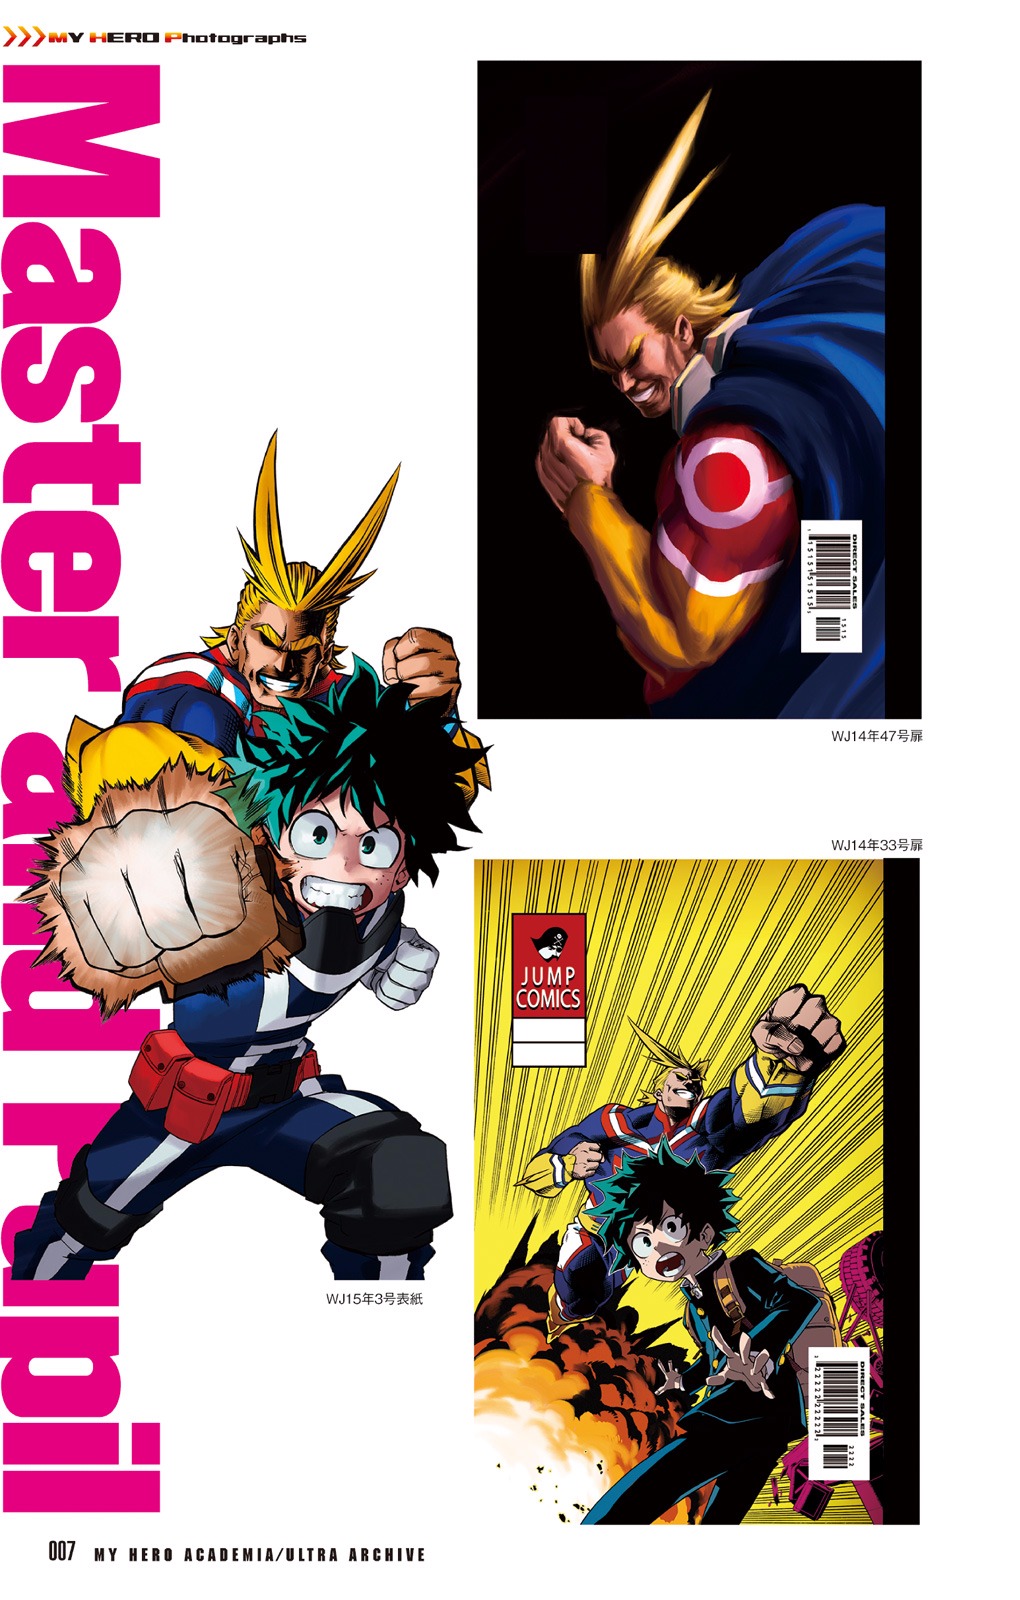 MY HERO Photographs
Master and Pupil
DIRECT SALES
1515
WJ14年47号扉
WJ14年33号扉
JUMP
COMICS
DIRECT SALES
2222
WJ15年3号表紙
007 MY HERO ACADEMIA/ULTRA ARCHIVE